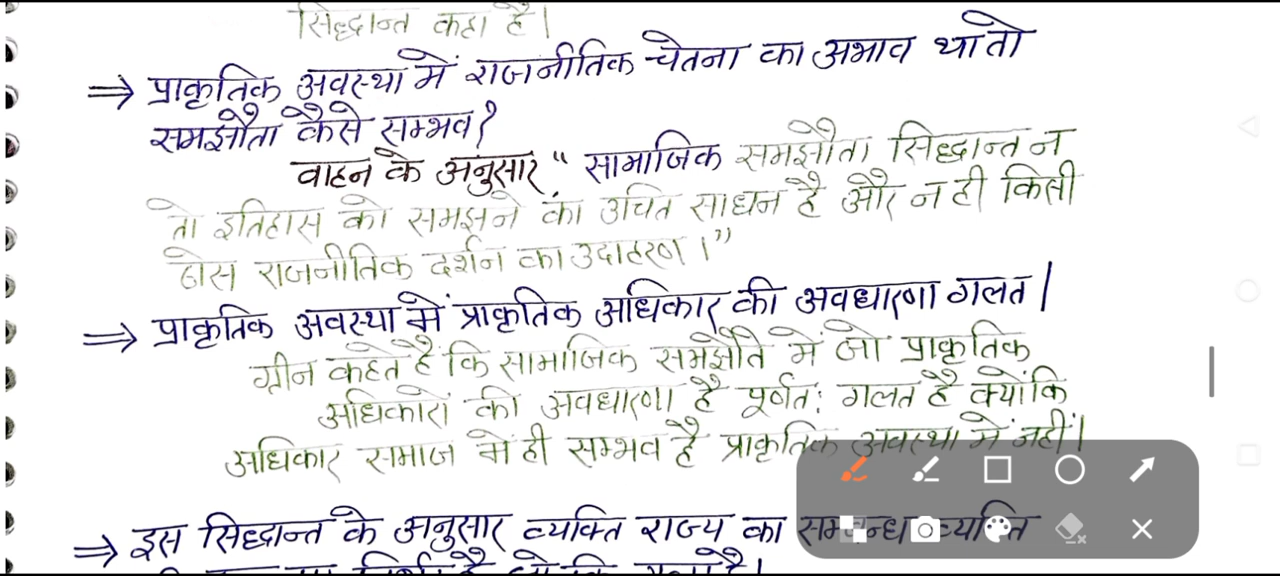 सिद्धान्त कहा है।
⇒ प्राकृतिक अवस्था में राजनीतिक चेतना का अभाव था तो
समझौता कैसे सम्भव?
वाहन के अनुसार “ सामाजिक समझौता सिद्धान्त न
तो इतिहास को समझने का उचित साधन है और न ही किसी
ठोस राजनीतिक दर्शन का उदाहरण।”
⇒ प्राकृतिक अवस्था में प्राकृतिक अधिकार की अवधारणा गलत।
ग्रीन कहते है कि सामाजिक समझौते में जो प्राकृतिक
अधिकारों की अवधारणा है पूर्णत: गलत है क्योंकि
अधिकार समाज मे ही सम्भव है प्राकृतिक अवस्था में नहीं।
⇒ इस सिद्धान्त के अनुसार व्यक्ति राज्य का सम्बन्ध व्यक्ति